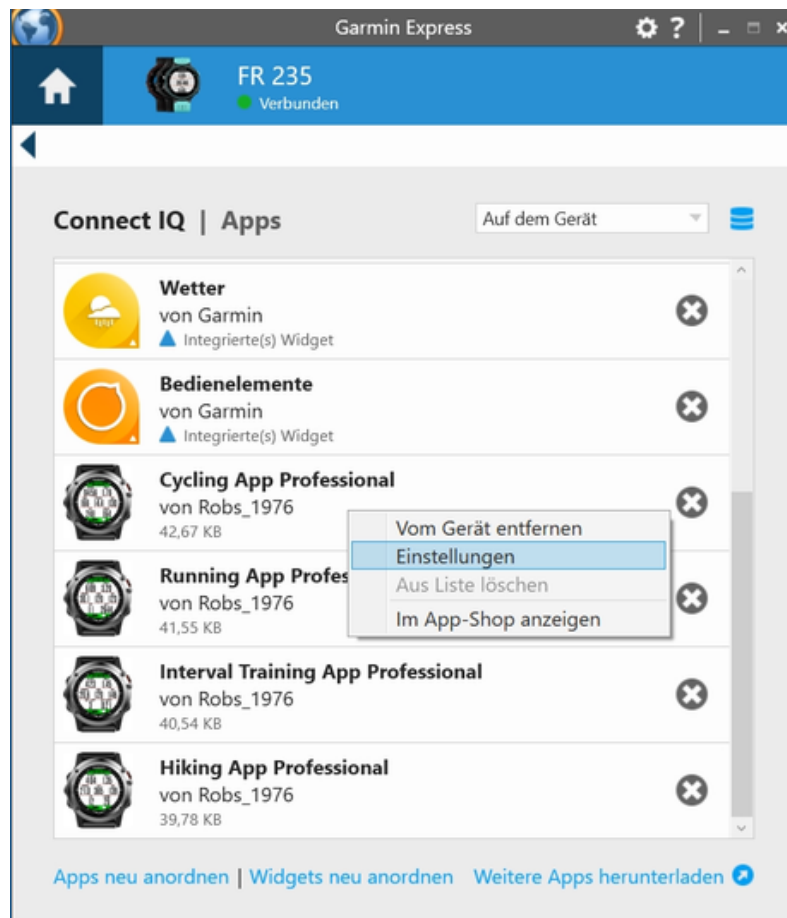 Garmin Express
FR 235
Verbunden
Connect IQ | Apps
Auf dem Gerät
Wetter
von Garmin
Integrierte(s) Widget
Bedienelemente
von Garmin
Integrierte(s) Widget
Cycling App Professional
von Robs_1976
42,67 KB
Vom Gerät entfernen
Einstellungen
Aus Liste löschen
Im App-Shop anzeigen
Running App Profes
von Robs_1976
41,55 KB
Interval Training App Professional
von Robs_1976
40,54 KB
Hiking App Professional
von Robs_1976
39,78 KB
Apps neu anordnen | Widgets neu anordnen Weitere Apps herunterladen